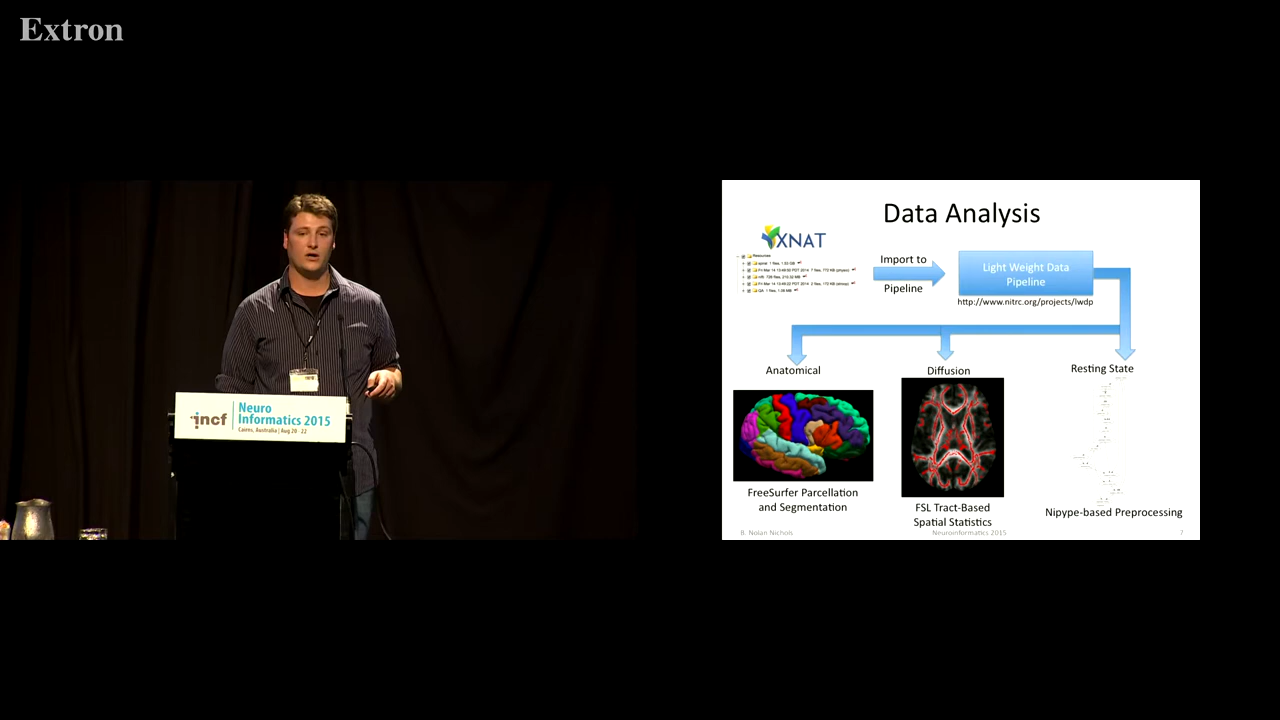 Extron
incf
Neuro
Informatics 2015
Cairns, Australia | Aug 20 - 22
Data Analysis
XNAT
Resources
Import to
Pipeline
Light Weight Data
Pipeline
http://www.nitrc.org/projects/lwdp
Anatomical
Diffusion
Resting State
FreeSurfer Parcellation
and Segmentation
FSL Tract-Based
Spatial Statistics
Nipype-based Preprocessing
B. Nolan Nichols
Neuroinformatics 2015
7